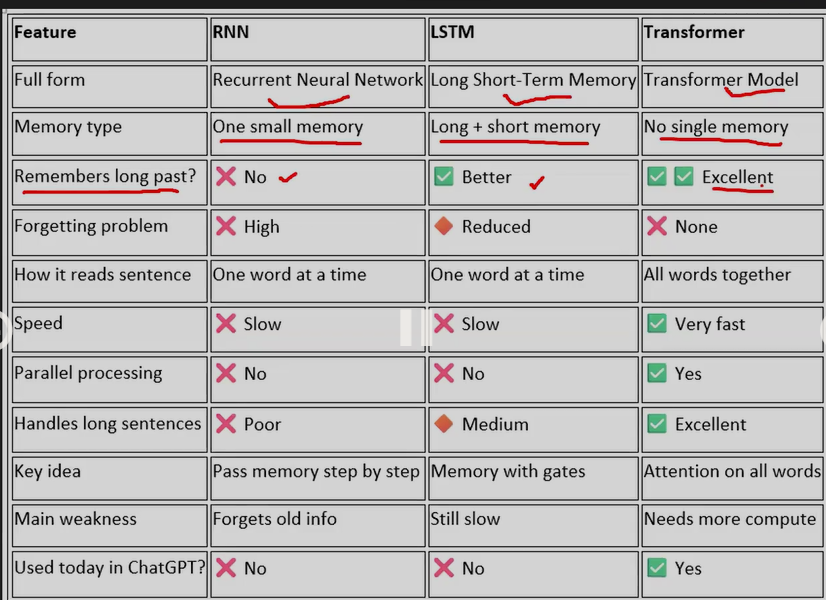 Feature RNN LSTM Transformer
Full form Recurrent Neural Network Long Short-Term Memory Transformer Model
Memory type One small memory Long + short memory No single memory
Remembers long past? ❌ No ✅ Better ✅ ✅ Excellent
Forgetting problem ❌ High 🔶 Reduced ❌ None
How it reads sentence One word at a time One word at a time All words together
Speed ❌ Slow ❌ Slow ✅ Very fast
Parallel processing ❌ No ❌ No ✅ Yes
Handles long sentences ❌ Poor 🔶 Medium ✅ Excellent
Key idea Pass memory step by step Memory with gates Attention on all words
Main weakness Forgets old info Still slow Needs more compute
Used today in ChatGPT? ❌ No ❌ No ✅ Yes